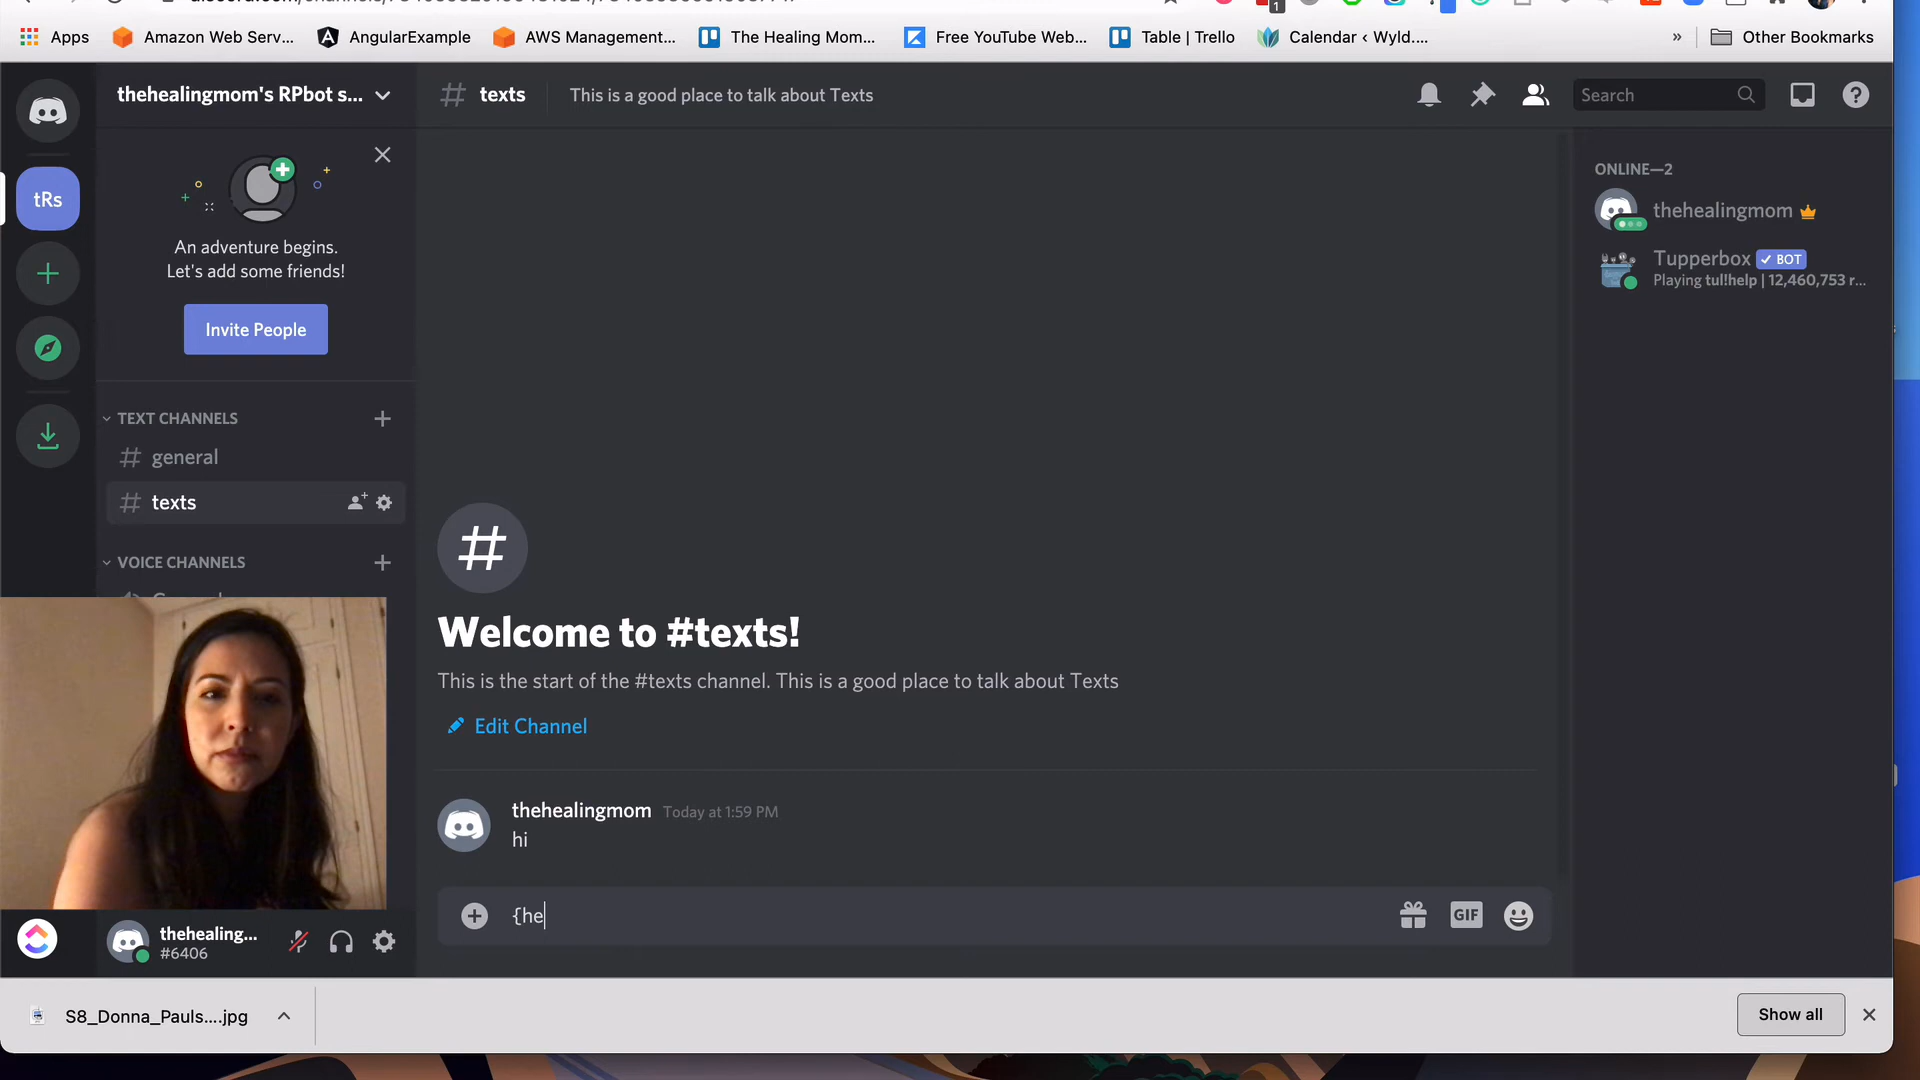 1
Apps
Amazon Web Serv...
AngularExample
AWS Management...
The Healing Mom...
Free YouTube Web...
Table | Trello
Calendar ‹ Wyld....
»
Other Bookmarks
thehealingmom's RPbot s...
texts
This is a good place to talk about Texts
Search
tRs
An adventure begins.
Let's add some friends!
Invite People
TEXT CHANNELS
general
texts
VOICE CHANNELS
ONLINE—2
thehealingmom
Tupperbox
BOT
Playing tul!help | 12,460,753 r...
Welcome to #texts!
This is the start of the #texts channel. This is a good place to talk about Texts
Edit Channel
thehealingmom Today at 1:59 PM
hi
{he
GIF
thehealing...
#6406
S8_Donna_Pauls....jpg
Show all